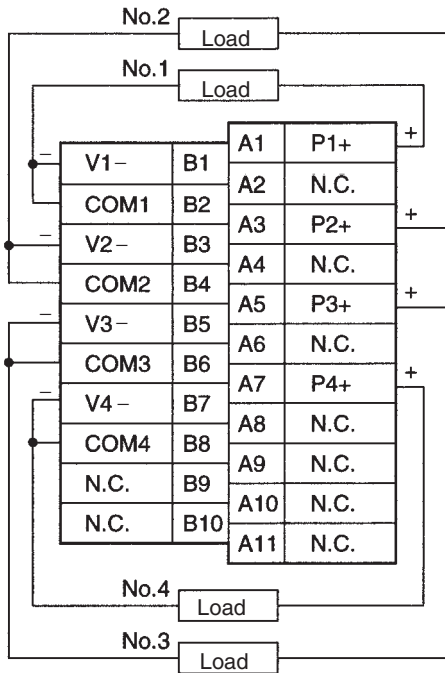 No.2
Load
No.1
Load
+
A1 P1+
− V1− B1
A2 N.C.
COM1 B2
+
A3 P2+
− V2− B3
A4 N.C.
COM2 B4
+
A5 P3+
− V3− B5
A6 N.C.
COM3 B6
+
A7 P4+
− V4− B7
A8 N.C.
COM4 B8
A9 N.C.
N.C. B9
A10 N.C.
N.C. B10
A11 N.C.
No.4
Load
No.3
Load